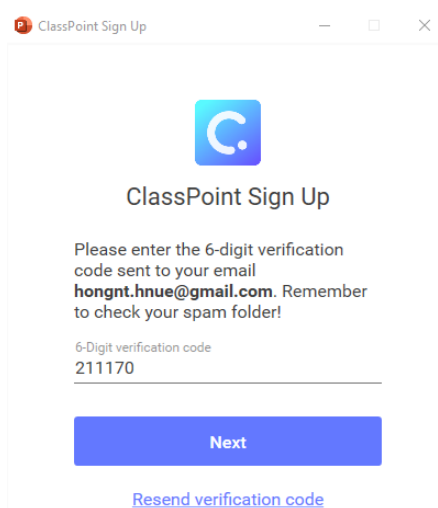 ClassPoint Sign Up
ClassPoint Sign Up
Please enter the 6-digit verification
code sent to your email
hongnt.hnue@gmail.com. Remember
to check your spam folder!
6-Digit verification code
211170
Next
Resend verification code